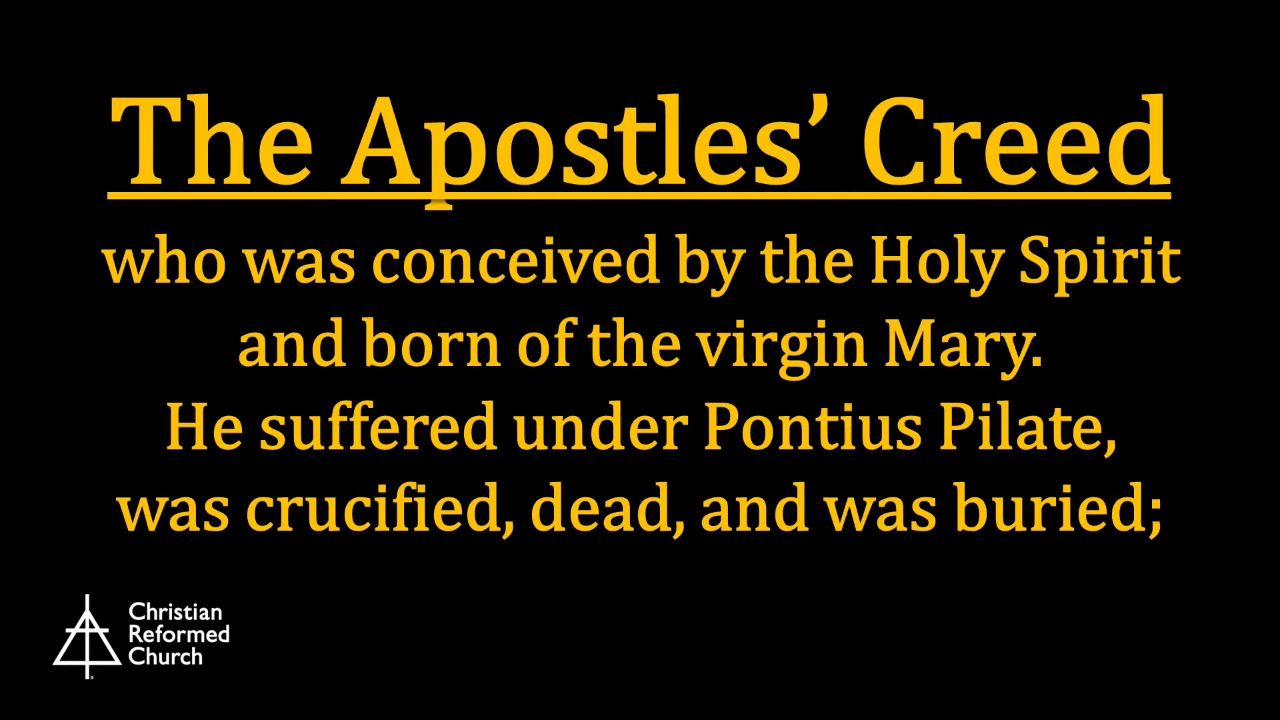 The Apostles’ Creed
who was conceived by the Holy Spirit
and born of the virgin Mary.
He suffered under Pontius Pilate,
was crucified, dead, and was buried;
Christian
Reformed
Church